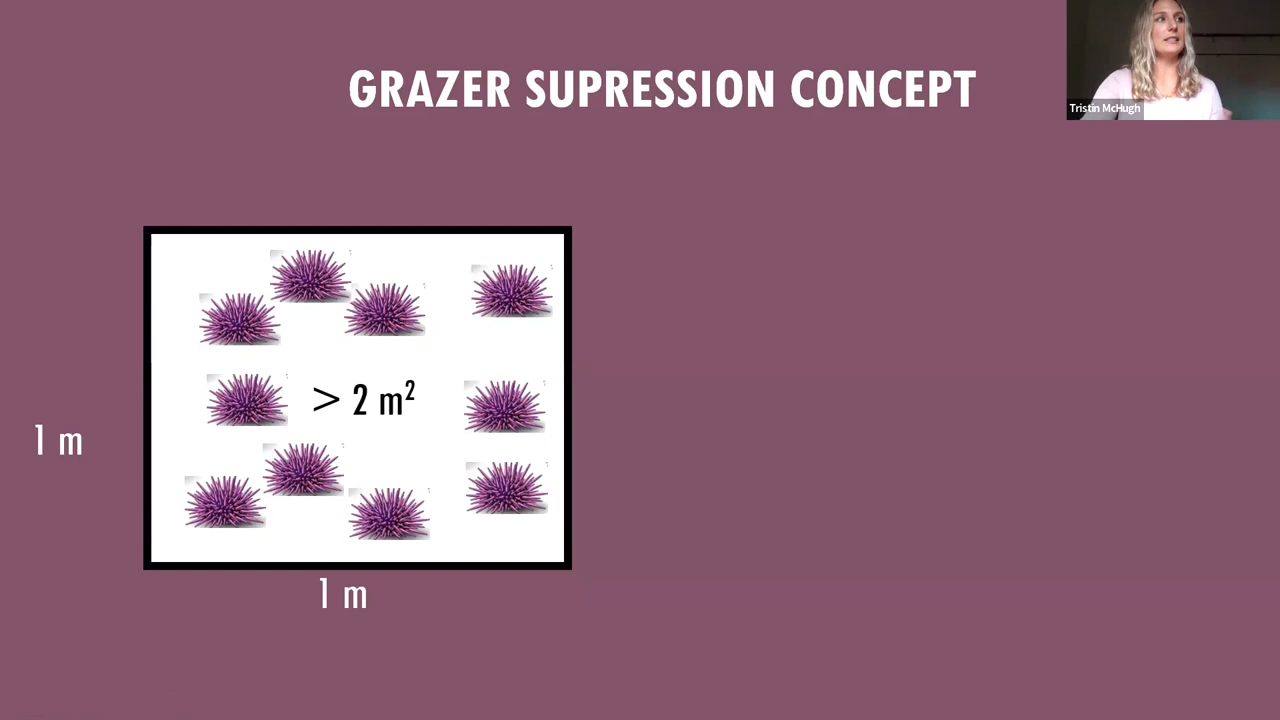 GRAZER SUPRESSION CONCEPT
Tristin McHugh
> 2 m²
1 m
1 m